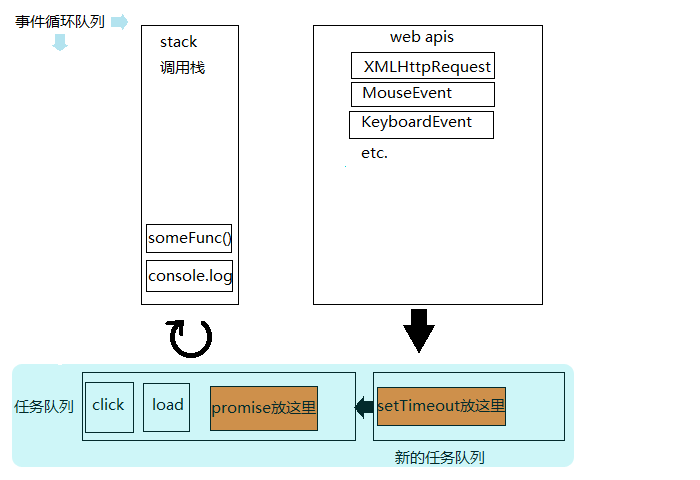 事件循环队列
stack
调用栈
someFunc()
console.log
web apis
XMLHttpRequest
MouseEvent
KeyboardEvent
etc.
任务队列
click
load
promise放这里
setTimeout放这里
新的任务队列